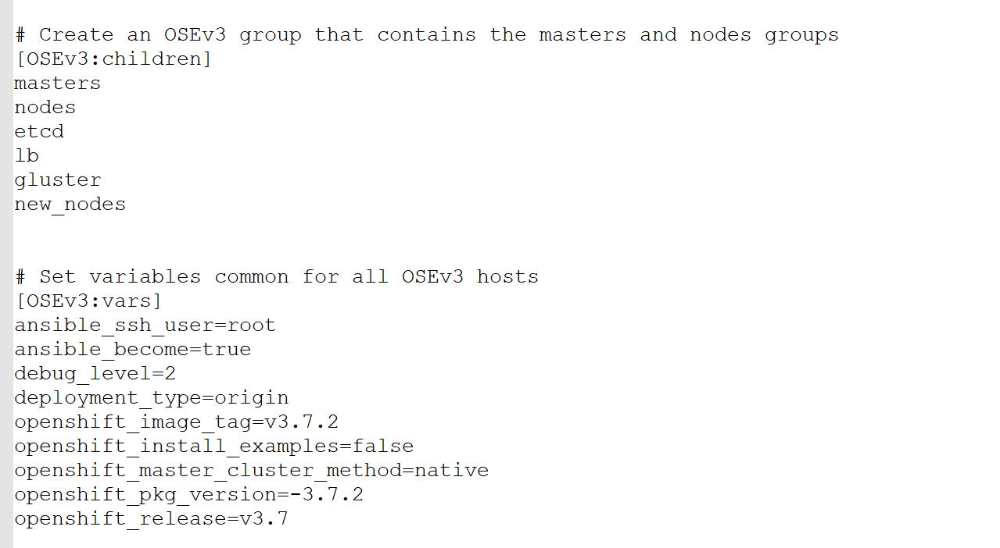 # Create an OSEv3 group that contains the masters and nodes groups
[OSEv3:children]
masters
nodes
etcd
lb
gluster
new_nodes
# Set variables common for all OSEv3 hosts
[OSEv3:vars]
ansible_ssh_user=root
ansible_become=true
debug_level=2
deployment_type=origin
openshift_image_tag=v3.7.2
openshift_install_examples=false
openshift_master_cluster_method=native
openshift_pkg_version=-3.7.2
openshift_release=v3.7